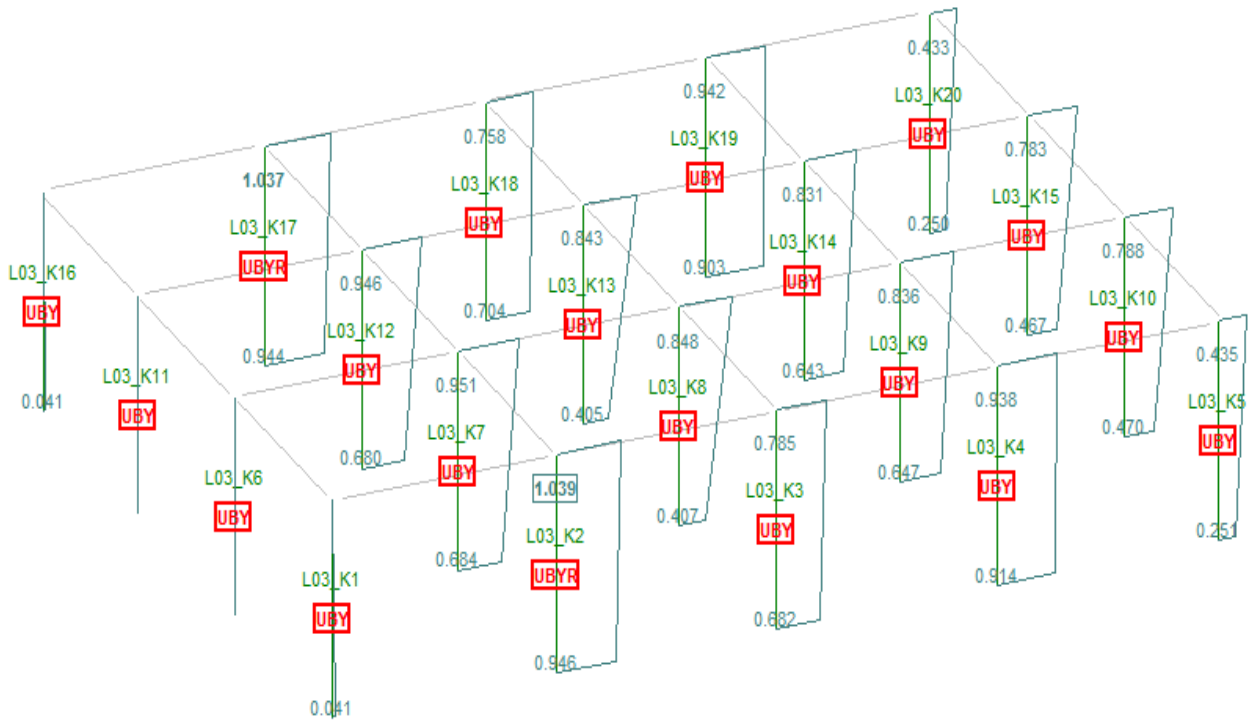 0.433
L03_K20
UBY
0.250
0.942
L03_K19
UBY
0.903
0.758
L03_K18
UBY
0.704
1.037
L03_K17
UBYR
0.944
L03_K16
UBY
0.041
0.783
L03_K15
UBY
0.467
0.831
L03_K14
UBY
0.643
0.843
L03_K13
UBY
0.405
0.946
L03_K12
UBY
0.680
L03_K11
UBY
0.788
L03_K10
UBY
0.470
0.836
L03_K9
UBY
0.647
0.848
L03_K8
UBY
0.407
0.951
L03_K7
UBY
0.684
L03_K6
UBY
0.435
L03_K5
UBY
0.251
0.938
L03_K4
UBY
0.914
0.785
L03_K3
UBY
0.682
1.039
L03_K2
UBYR
0.946
L03_K1
UBY
0.041